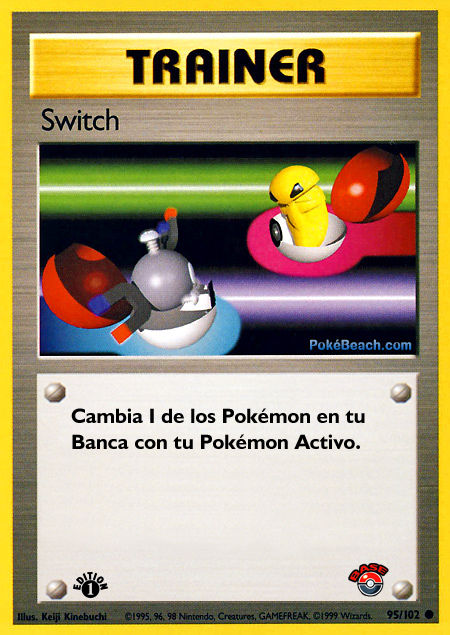 TRAINER
Switch
PokéBeach.com
Cambia 1 de los Pokémon en tu
Banca con tu Pokémon Activo.
EDITION
1
BASE
Illus. Keiji Kinebuchi ©1995, 96, 98 Nintendo, Creatures, GAMEFREAK. ©1999 Wizards. 95/102 ●